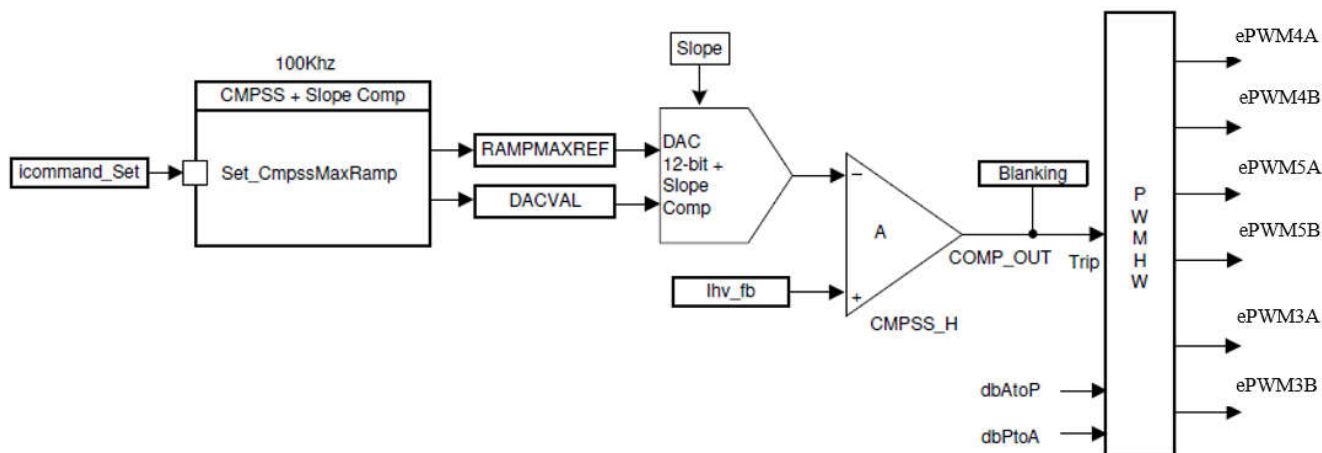 100Khz
CMPSS + Slope Comp
icommand_Set
Set_CmpssMaxRamp
RAMPMAXREF
DACVAL
Slope
DAC
12-bit +
Slope
Comp
−
A
+
Ihv_fb
CMPSS_H
Blanking
COMP_OUT
Trip
dbAtoP
dbPtoA
P
W
M
H
W
ePWM4A
ePWM4B
ePWM5A
ePWM5B
ePWM3A
ePWM3B